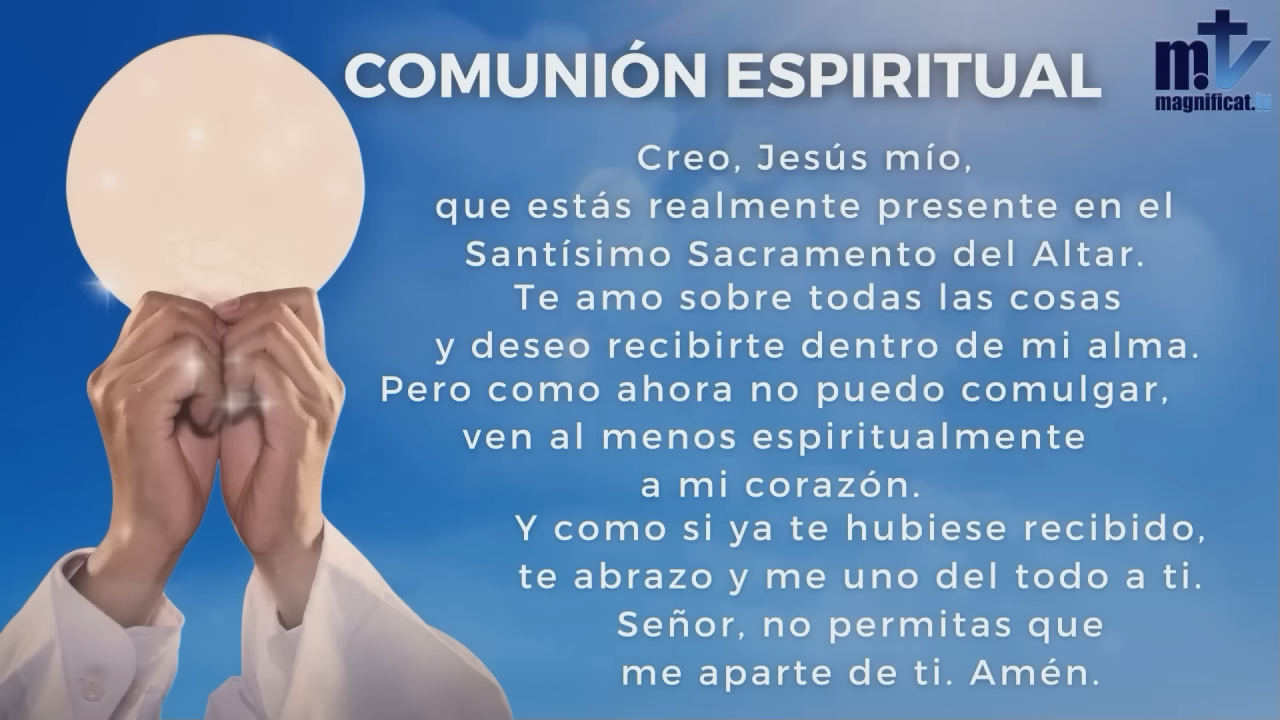 COMUNIÓN ESPIRITUAL
m.tv
magnificat.tv
Creo, Jesús mío,
que estás realmente presente en el
Santísimo Sacramento del Altar.
Te amo sobre todas las cosas
y deseo recibirte dentro de mi alma.
Pero como ahora no puedo comulgar,
ven al menos espiritualmente
a mi corazón.
Y como si ya te hubiese recibido,
te abrazo y me uno del todo a ti.
Señor, no permitas que
me aparte de ti. Amén.